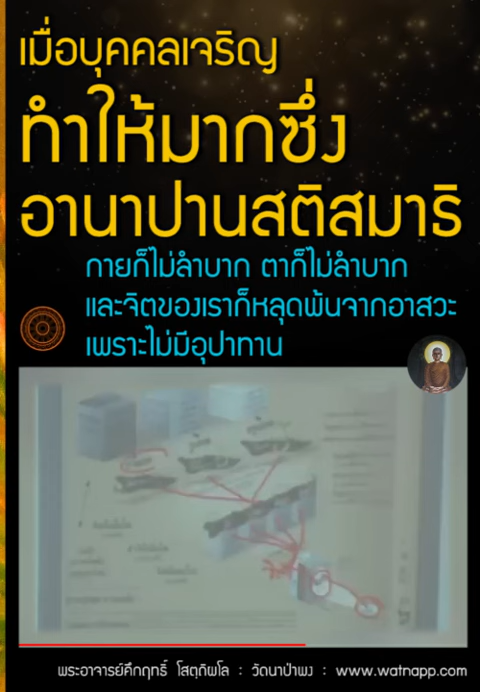 เมื่อบุคคลเจริญ
ทำให้มากซึ่ง
อานาปานสติสมาธิ
กายก็ไม่ลำบาก ตาก็ไม่ลำบาก
และจิตของเราก็หลุดพ้นจากอาสวะ
เพราะไม่มีอุปาทาน
พระอาจารย์คึกฤทธิ์ โสตฺถิผโล : วัดนาป่าพง : www.watnapp.com